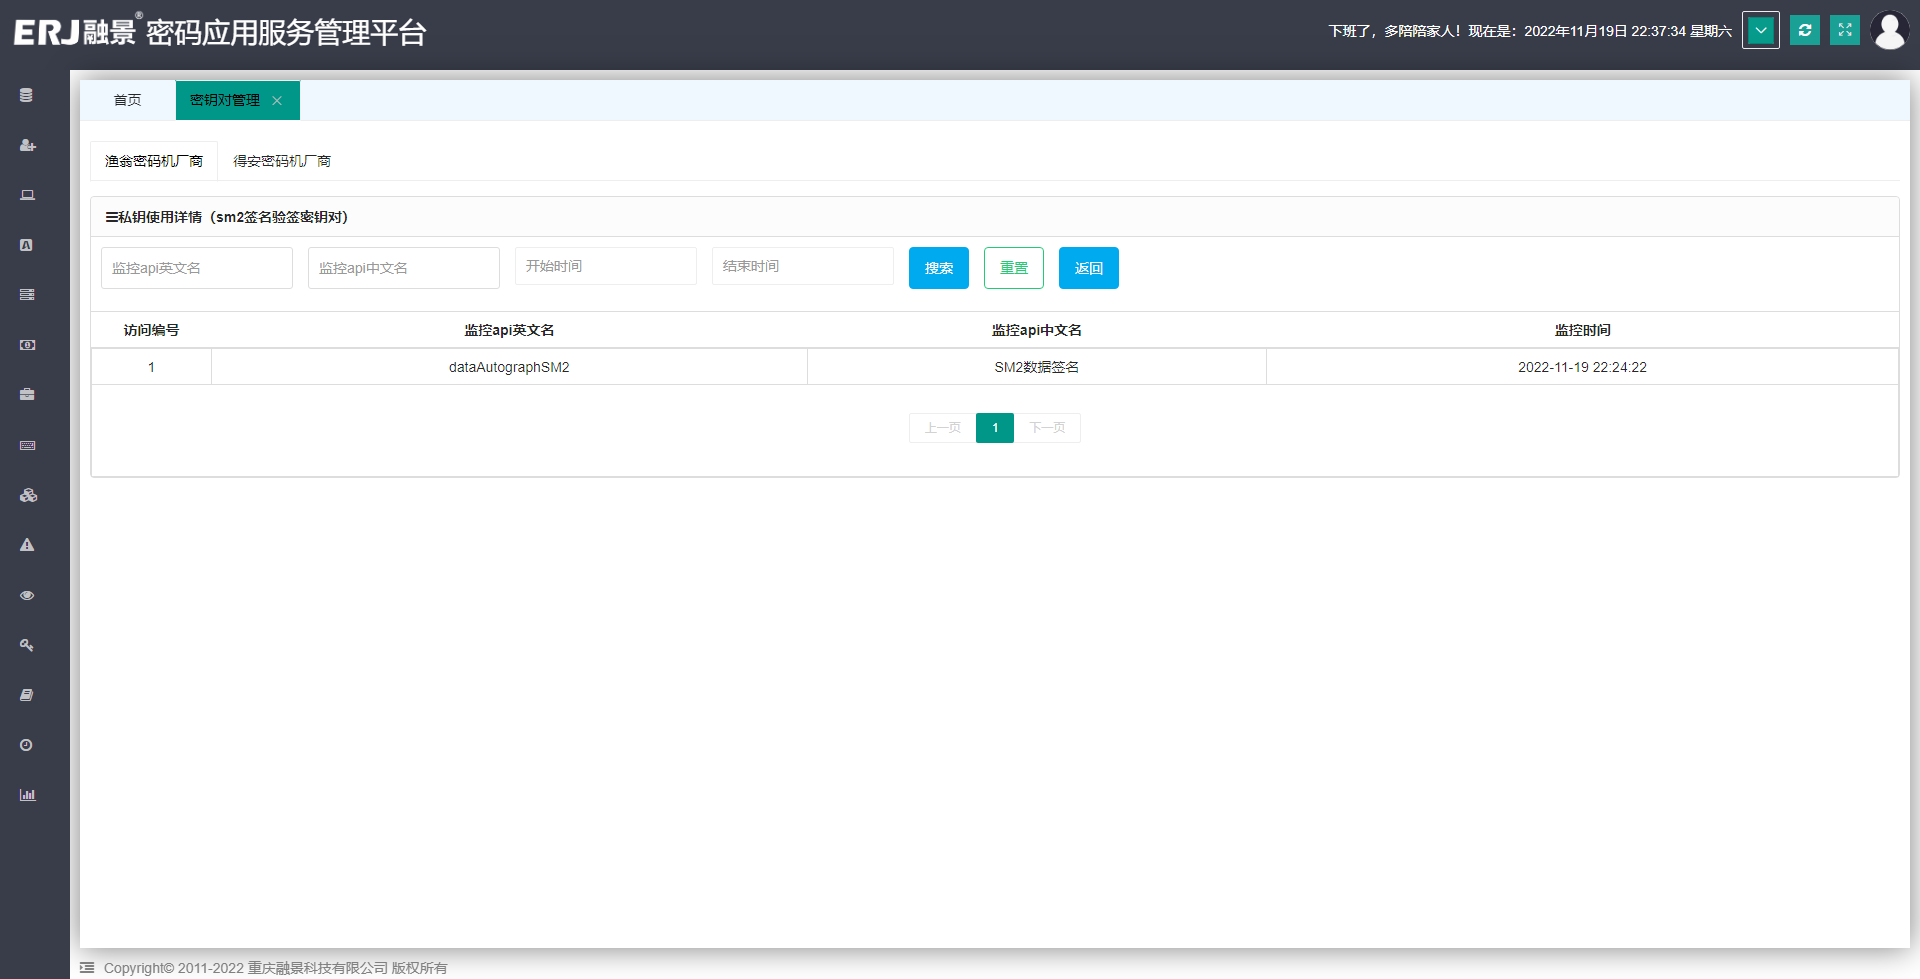 ERJ融景® 密码应用服务管理平台
下班了，多陪陪家人！现在是：2022年11月19日 22:37:34 星期六
首页
密钥对管理
渔翁密码机厂商
得安密码机厂商
私钥使用详情（sm2签名验签密钥对）
监控api英文名
监控api中文名
开始时间
结束时间
搜索
重置
返回
访问编号 监控api英文名 监控api中文名 监控时间
1 dataAutographSM2 SM2数据签名 2022-11-19 22:24:22
上一页 1 下一页
Copyright© 2011-2022 重庆融景科技有限公司 版权所有